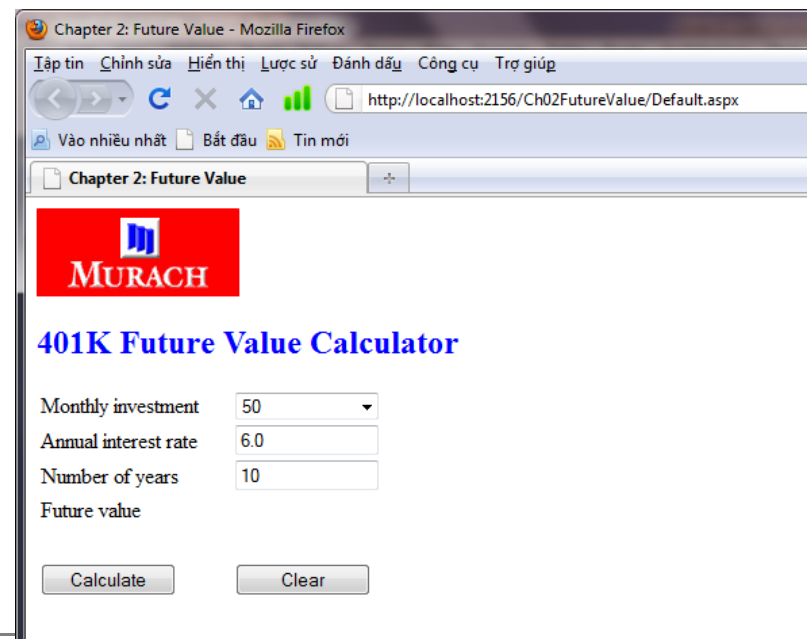 Chapter 2: Future Value - Mozilla Firefox
Tập tin Chỉnh sửa Hiển thị Lược sử Đánh dấu Công cụ Trợ giúp
http://localhost:2156/Ch02FutureValue/Default.aspx
Vào nhiều nhất Bắt đầu Tin mới
Chapter 2: Future Value
MURACH
401K Future Value Calculator
Monthly investment 50
Annual interest rate 6.0
Number of years 10
Future value
Calculate Clear